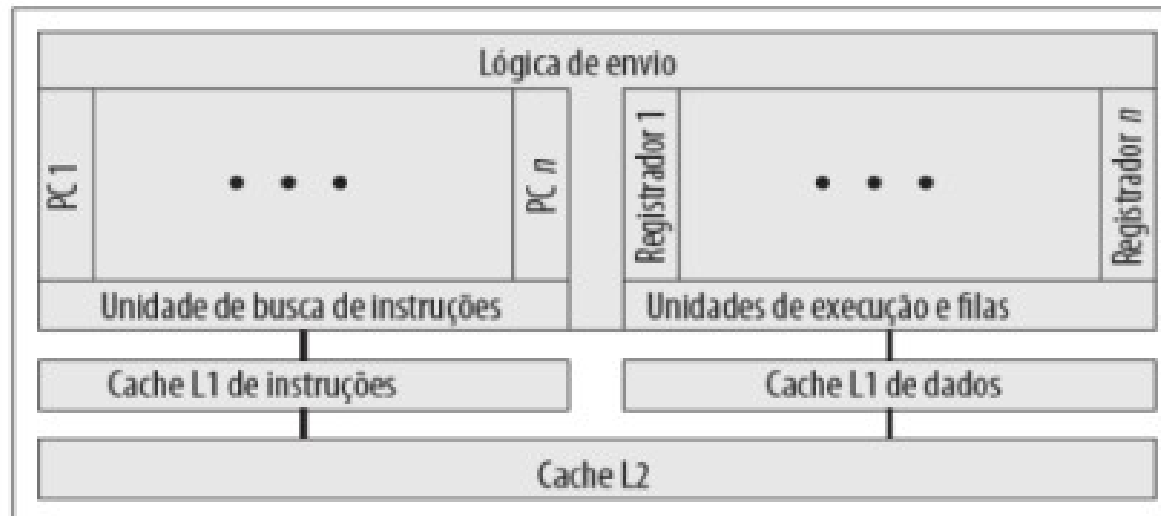 Lógica de envio
PC 1
PC n
Registrador 1
Registrador n
Unidade de busca de instruções
Unidades de execução e filas
Cache L1 de instruções
Cache L1 de dados
Cache L2